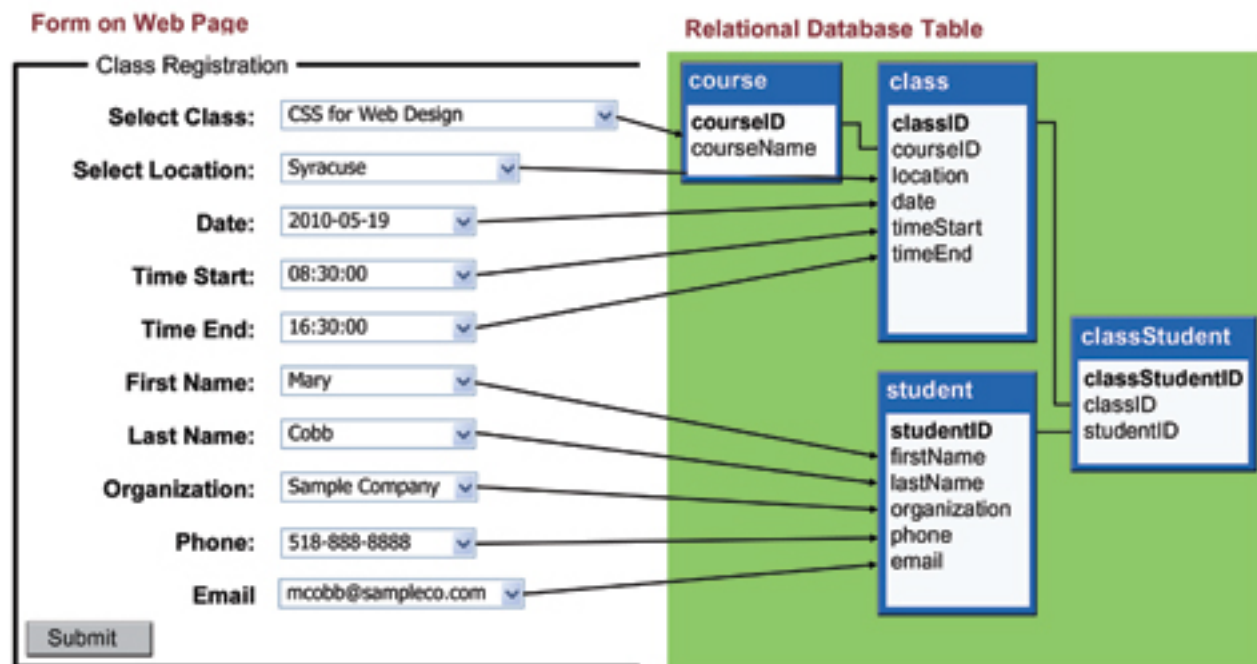 Form on Web Page
Class Registration
Select Class: CSS for Web Design
Select Location: Syracuse
Date: 2010-05-19
Time Start: 08:30:00
Time End: 16:30:00
First Name: Mary
Last Name: Cobb
Organization: Sample Company
Phone: 518-888-8888
Email mcobb@sampleco.com
Submit
Relational Database Table
course
courseID
courseName
class
classID
courseID
location
date
timeStart
timeEnd
student
studentID
firstName
lastName
organization
phone
email
classStudent
classStudentID
classID
studentID